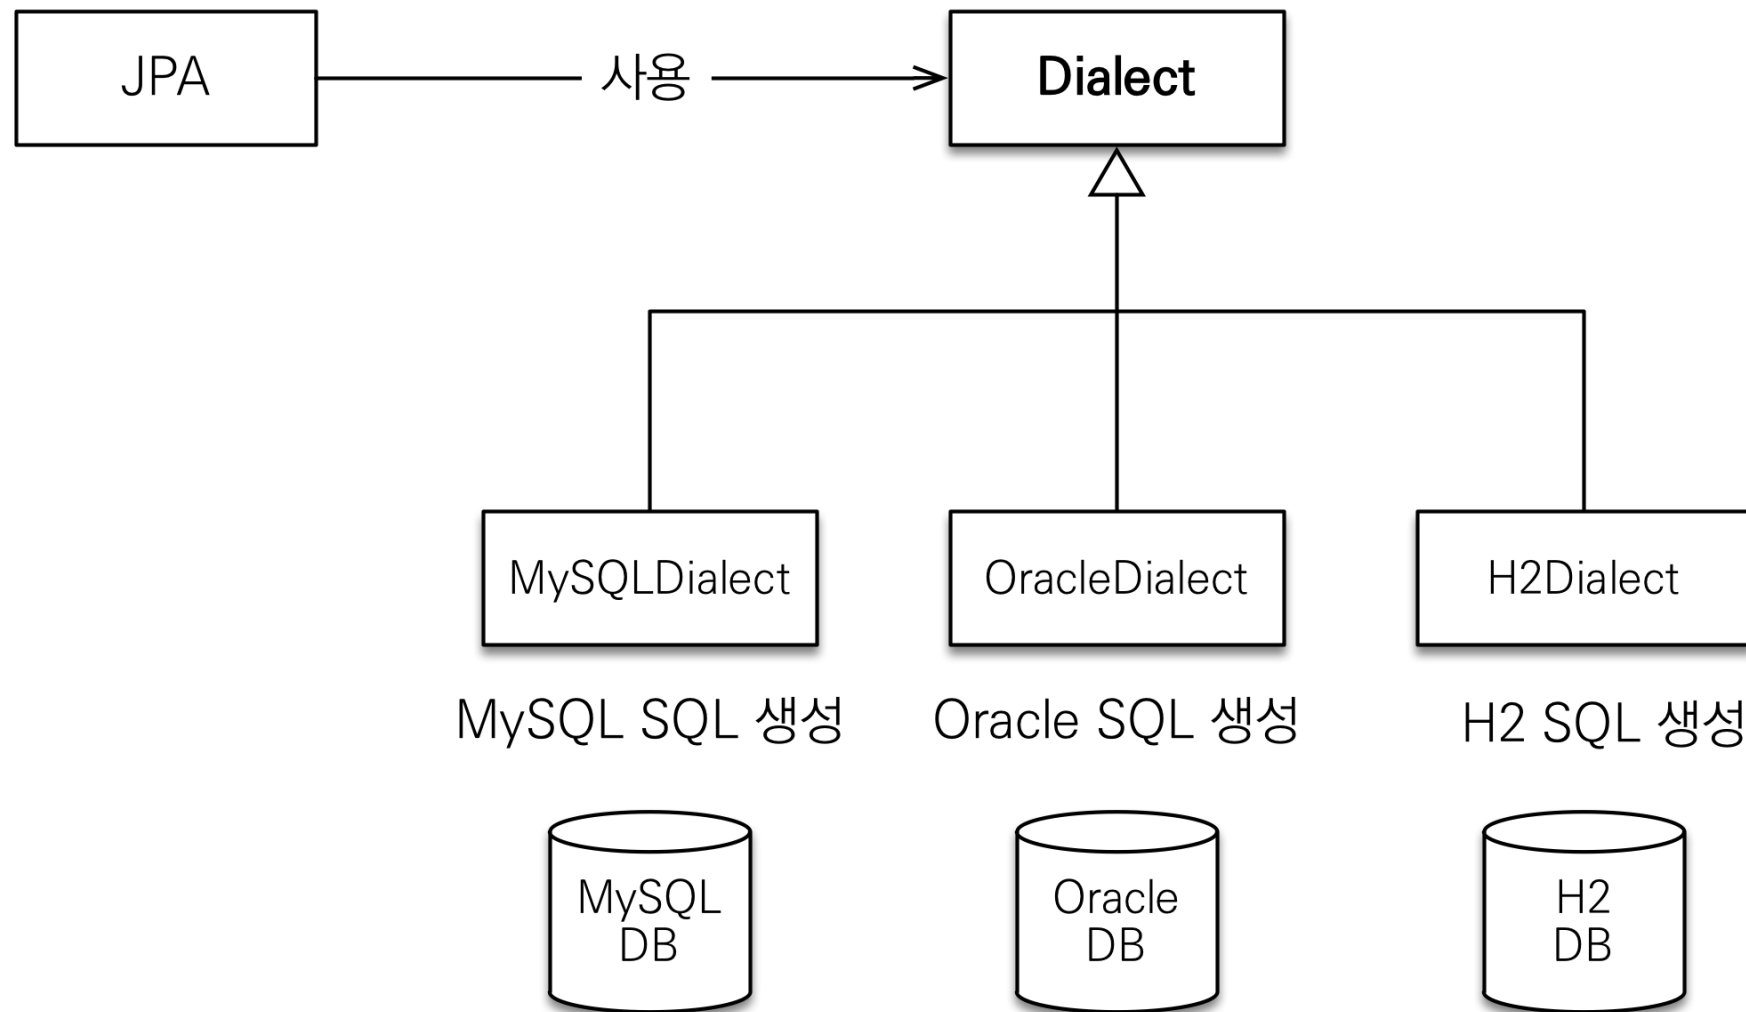 JPA
사용
Dialect
MySQLDialect
OracleDialect
H2Dialect
MySQL SQL 생성
Oracle SQL 생성
H2 SQL 생성
MySQL
DB
Oracle
DB
H2
DB